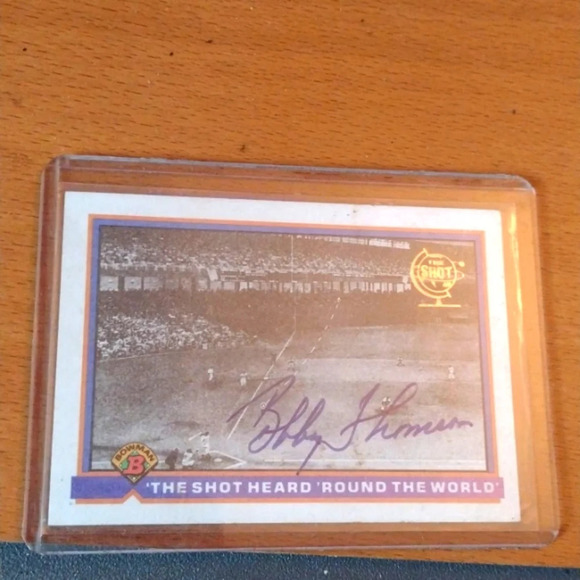 THE
SHOT
Bobby Thomson
BOWMAN
B
'THE SHOT HEARD 'ROUND THE WORLD'